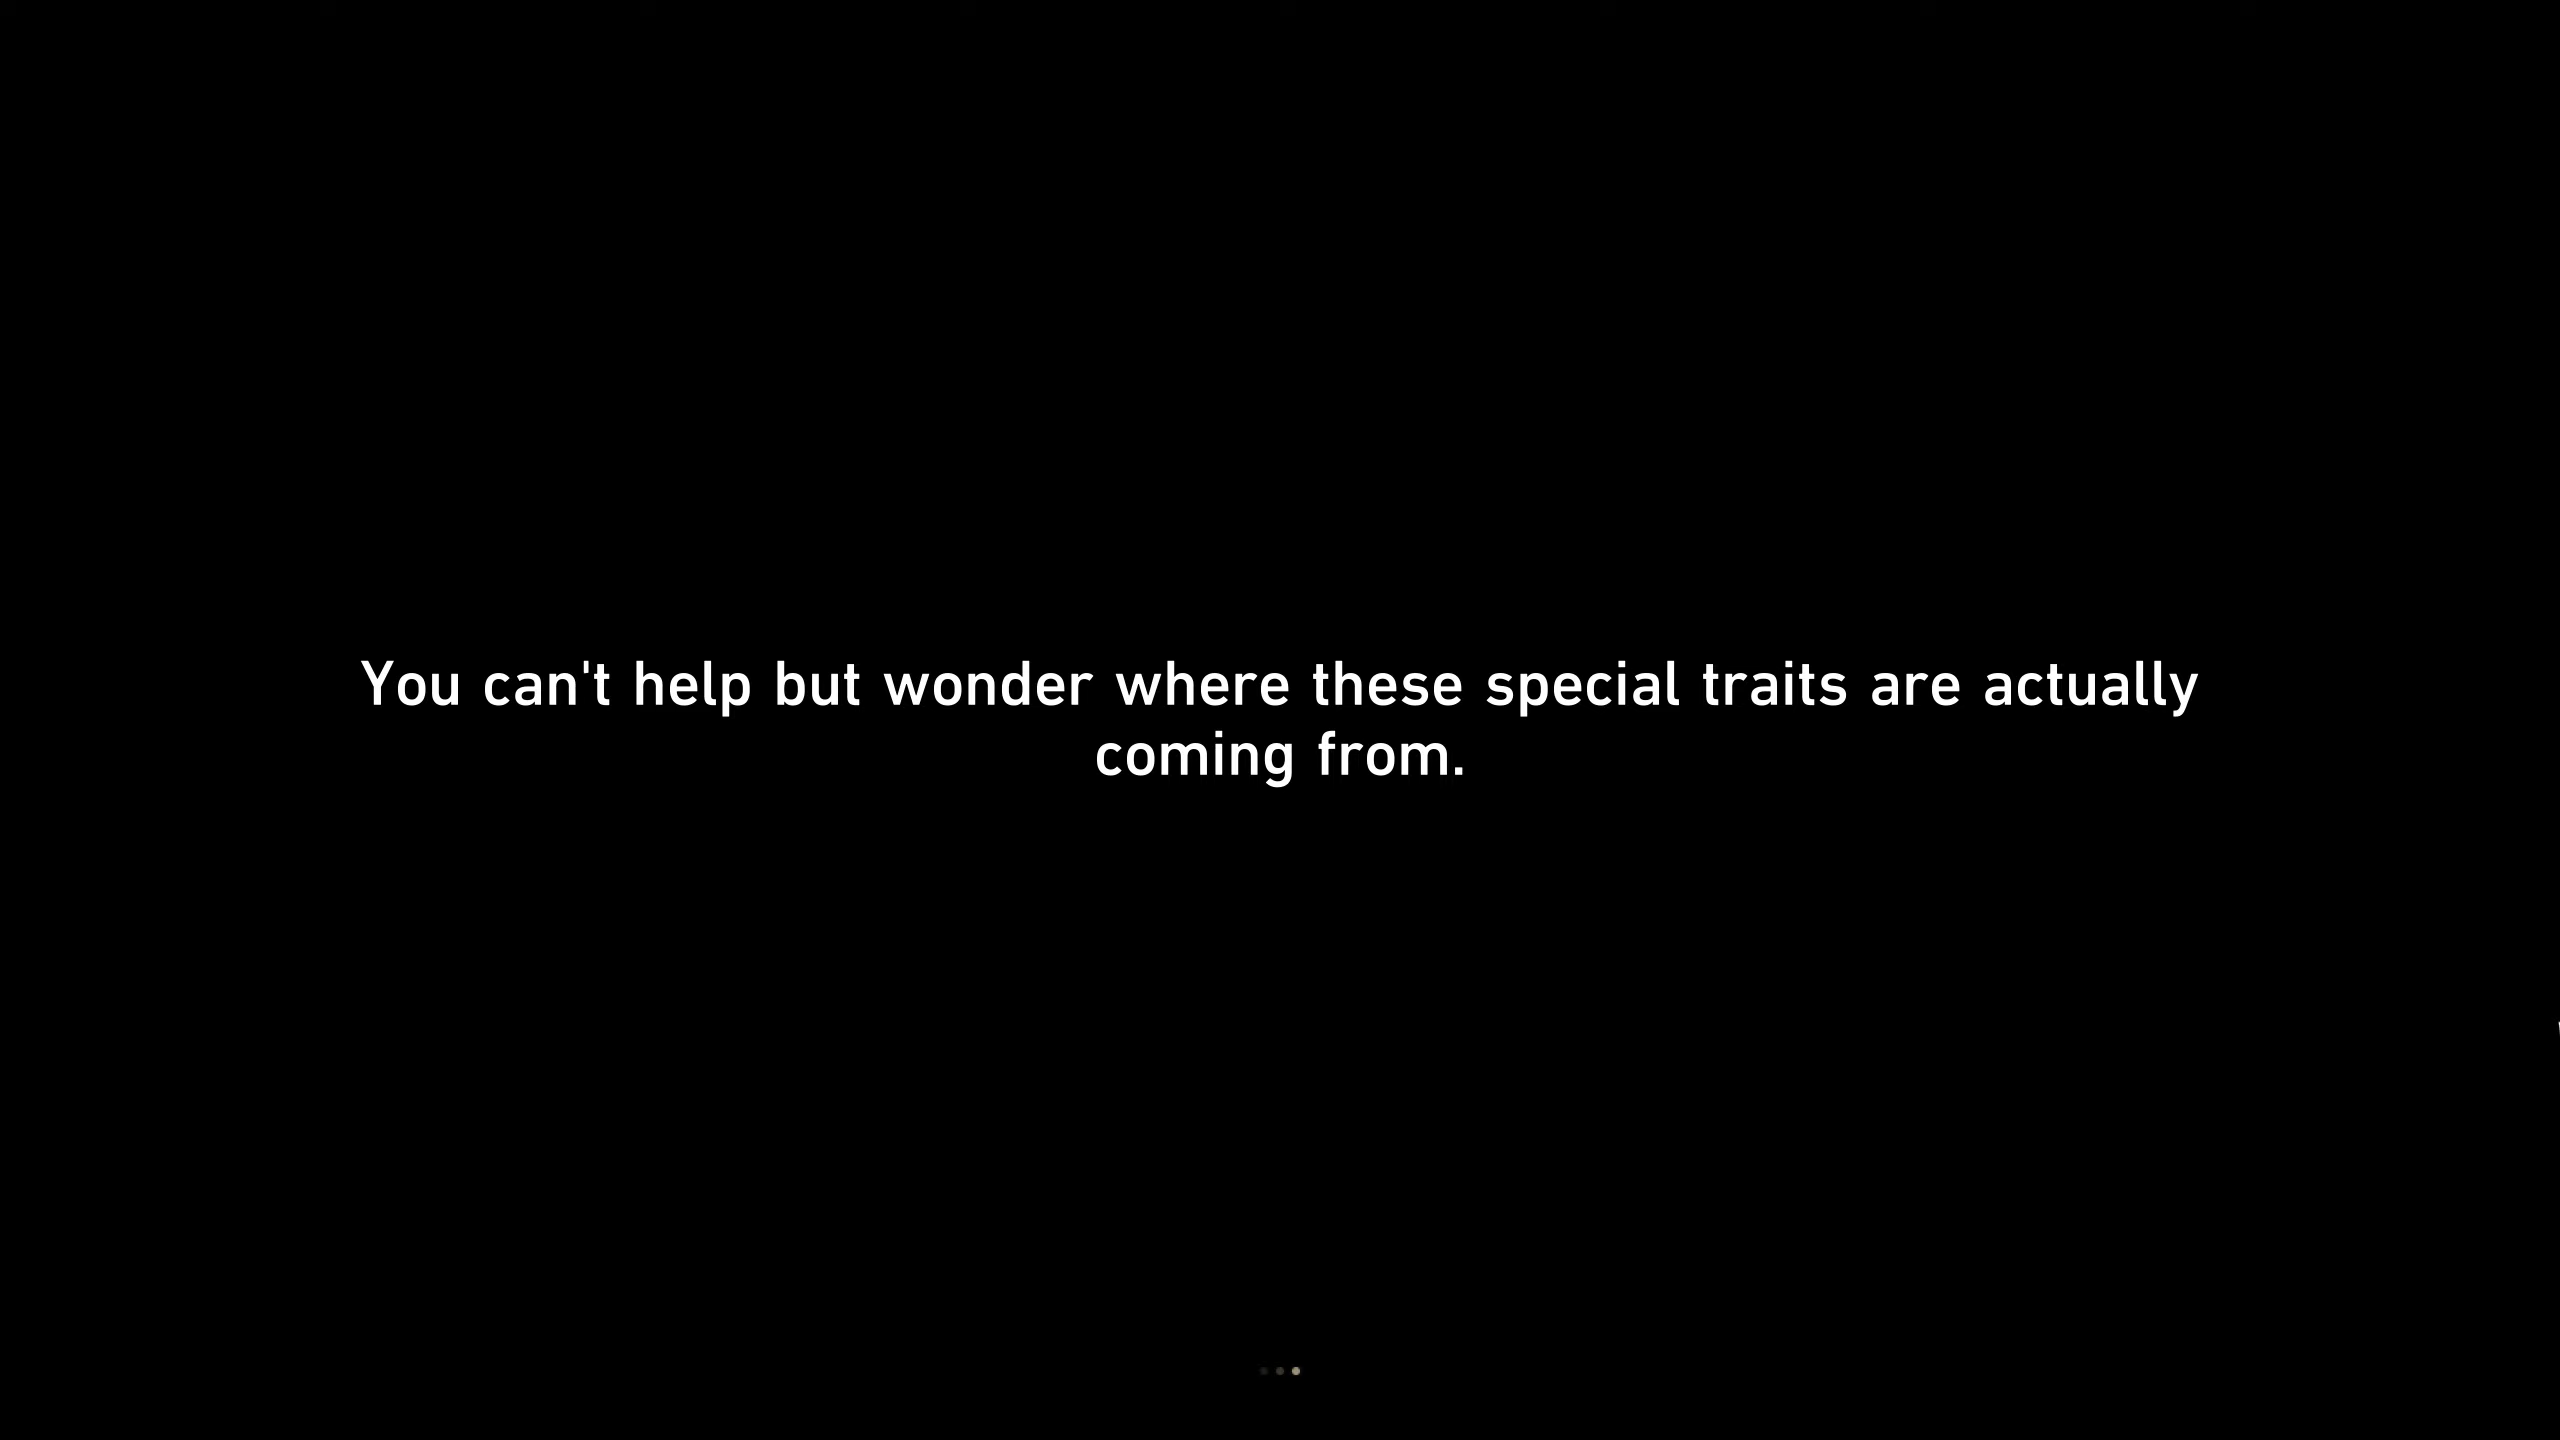 You can't help but wonder where these special traits are actually
coming from.